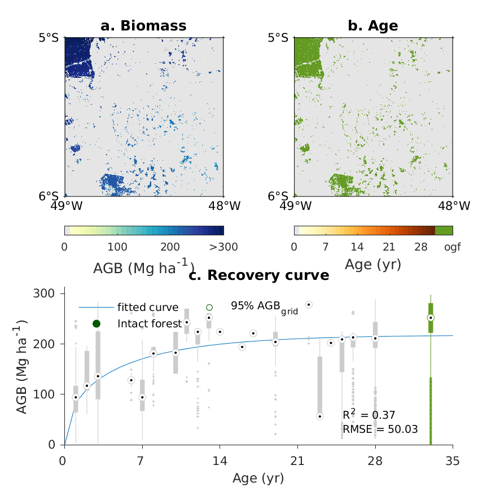 a. Biomass
b. Age
5°S
5°S
6°S
6°S
49°W
48°W
49°W
48°W
0 100 200 >300
0 7 14 21 28 ogf
AGB (Mg ha-1)
Age (yr)
c. Recovery curve
300
200
100
0
AGB (Mg ha-1)
fitted curve
95% AGBgrid
Intact forest
R2 = 0.37
RMSE = 50.03
0 7 14 21 28 35
Age (yr)